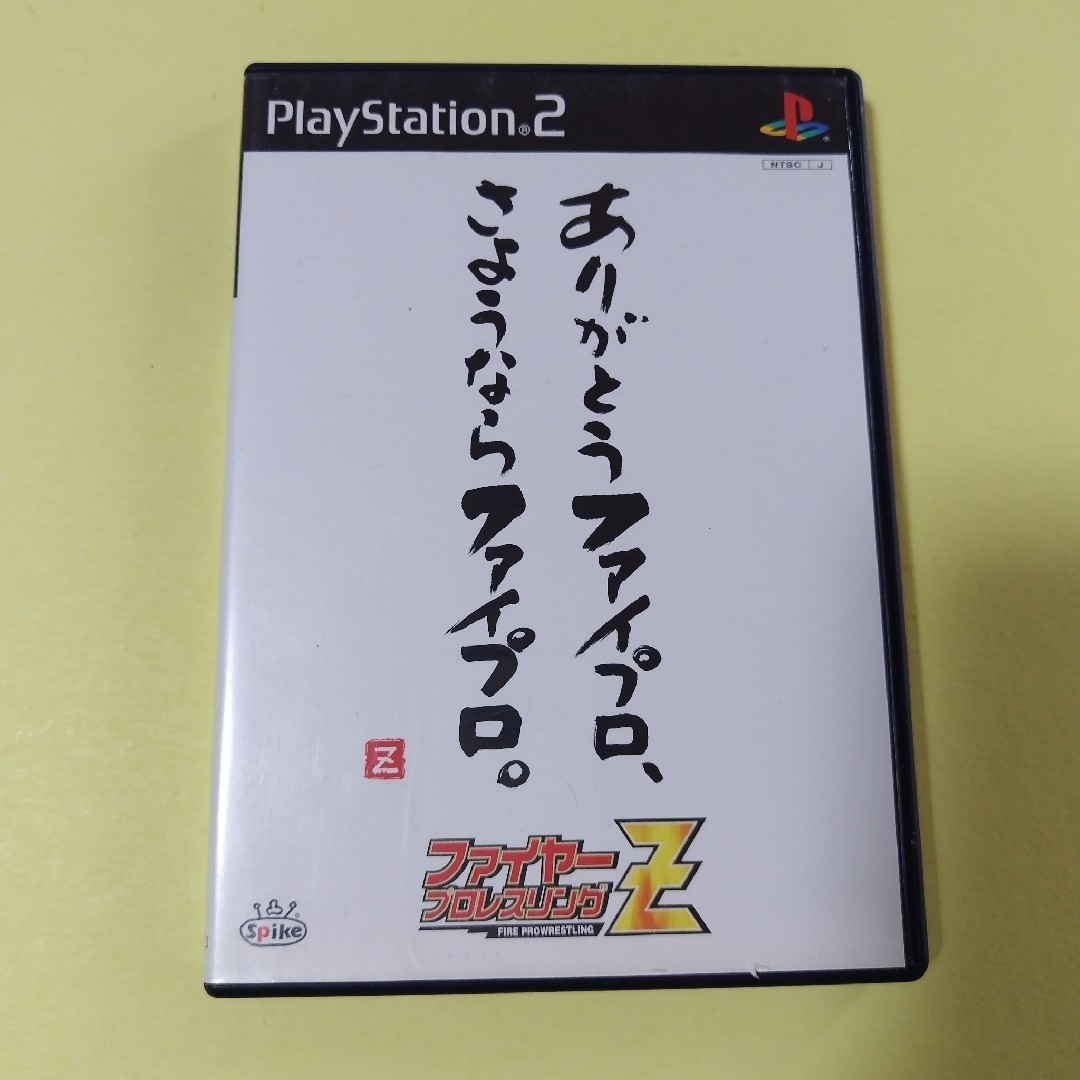 PlayStation®2
NTSC J
ありがとうファイプロ、
さようならファイプロ。
Z
ファイヤー
プロレスリング
Z
FIRE PROWRESTLING
Spike